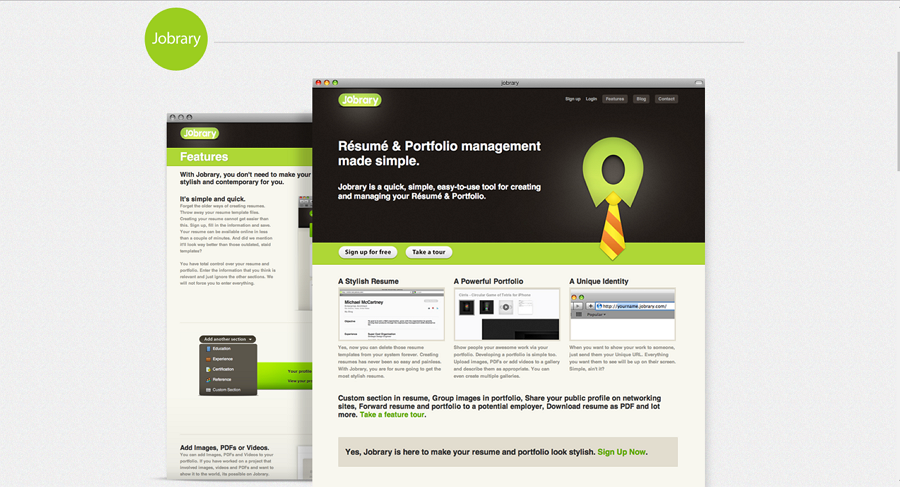 Jobrary
jobrary
Jobrary
Sign up Login Features Blog Contact
Résumé & Portfolio management
made simple.
Jobrary is a quick, simple, easy-to-use tool for creating
and managing your Résumé & Portfolio.
Sign up for free Take a tour
A Stylish Resume
Michael McCartney
Objective
Experience
Yes, now you can delete those resume
templates from your system forever. Creating
resumes has never been so easy and painless.
With Jobrary, you are for sure going to get the
most stylish resume.
A Powerful Portfolio
Show people your awesome work via your
portfolio. Developing a portfolio is simple too.
Upload images, PDFs or add videos to a gallery
and describe them as appropriate. You can
even create multiple galleries.
A Unique Identity
http://yourname.jobrary.com/
Popular
When you want to show your work to someone,
just send them your Unique URL. Everything
you want them to see will be up on their screen.
Simple, ain't it?
Custom section in resume, Group images in portfolio, Share your public profile on networking
sites, Forward resume and portfolio to a potential employer, Download resume as PDF and lot
more. Take a feature tour.
Yes, Jobrary is here to make your resume and portfolio look stylish. Sign Up Now.
Jobrary
Features
With Jobrary, you don't need to make your
stylish and contemporary for you.
It's simple and quick.
Forget the older ways of creating resumes.
Throw away your resume template files.
Creating your resume cannot get easier than
this. Sign up, fill in the information and save.
Your resume can be available online in less
than a couple of minutes. And did we mention
it'll look way better than those outdated, staid
templates?
You have total control over your resume and
portfolio. Enter the information that you think is
relevant and just ignore the other sections. We
will not force you to enter everything.
Add another section
Education
Experience
Certification
Reference
Custom Section
Your profile
View your pro
Add Images, PDFs or Videos.
You can add images, PDFs and Videos to your
portfolio. If you have worked on a project that
involved images, videos and PDFs and want to
show it to the world, its possible on Jobrary